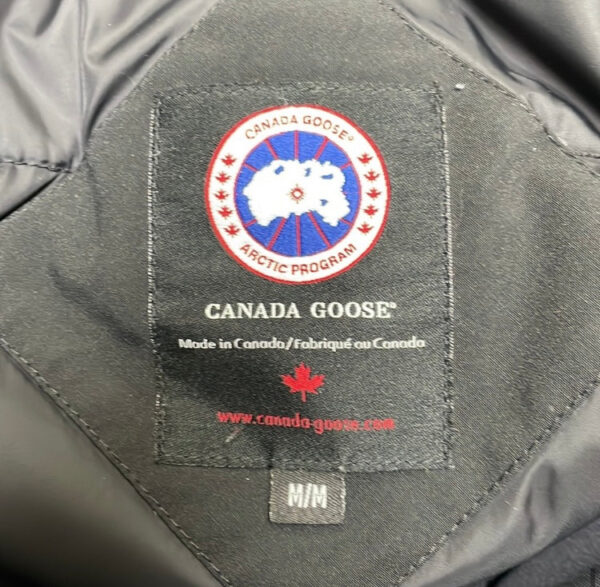 CANADA GOOSE®
ARCTIC PROGRAM
CANADA GOOSE®
Made in Canada/Fabriqué au Canada
www.canada-goose.com
M/M